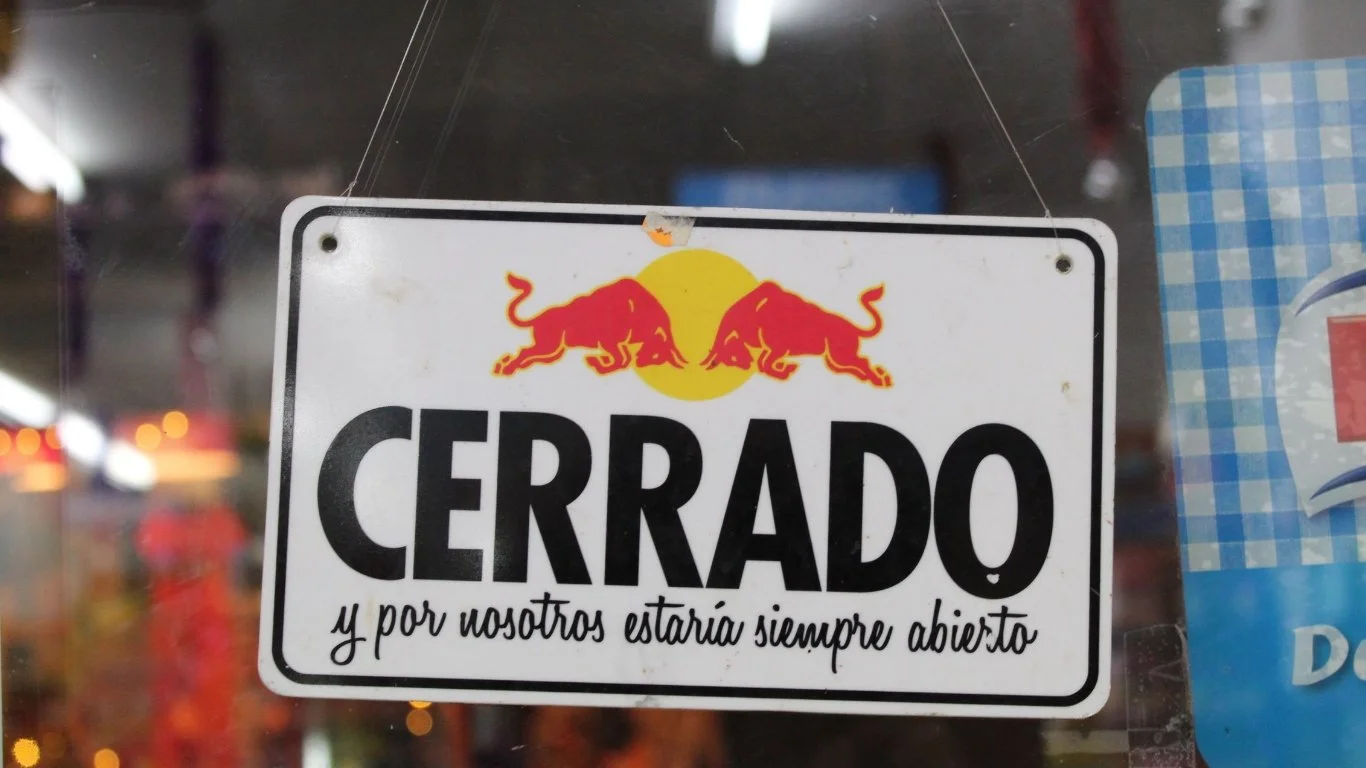 CERRADO
y por nosotros estaría siempre abierto